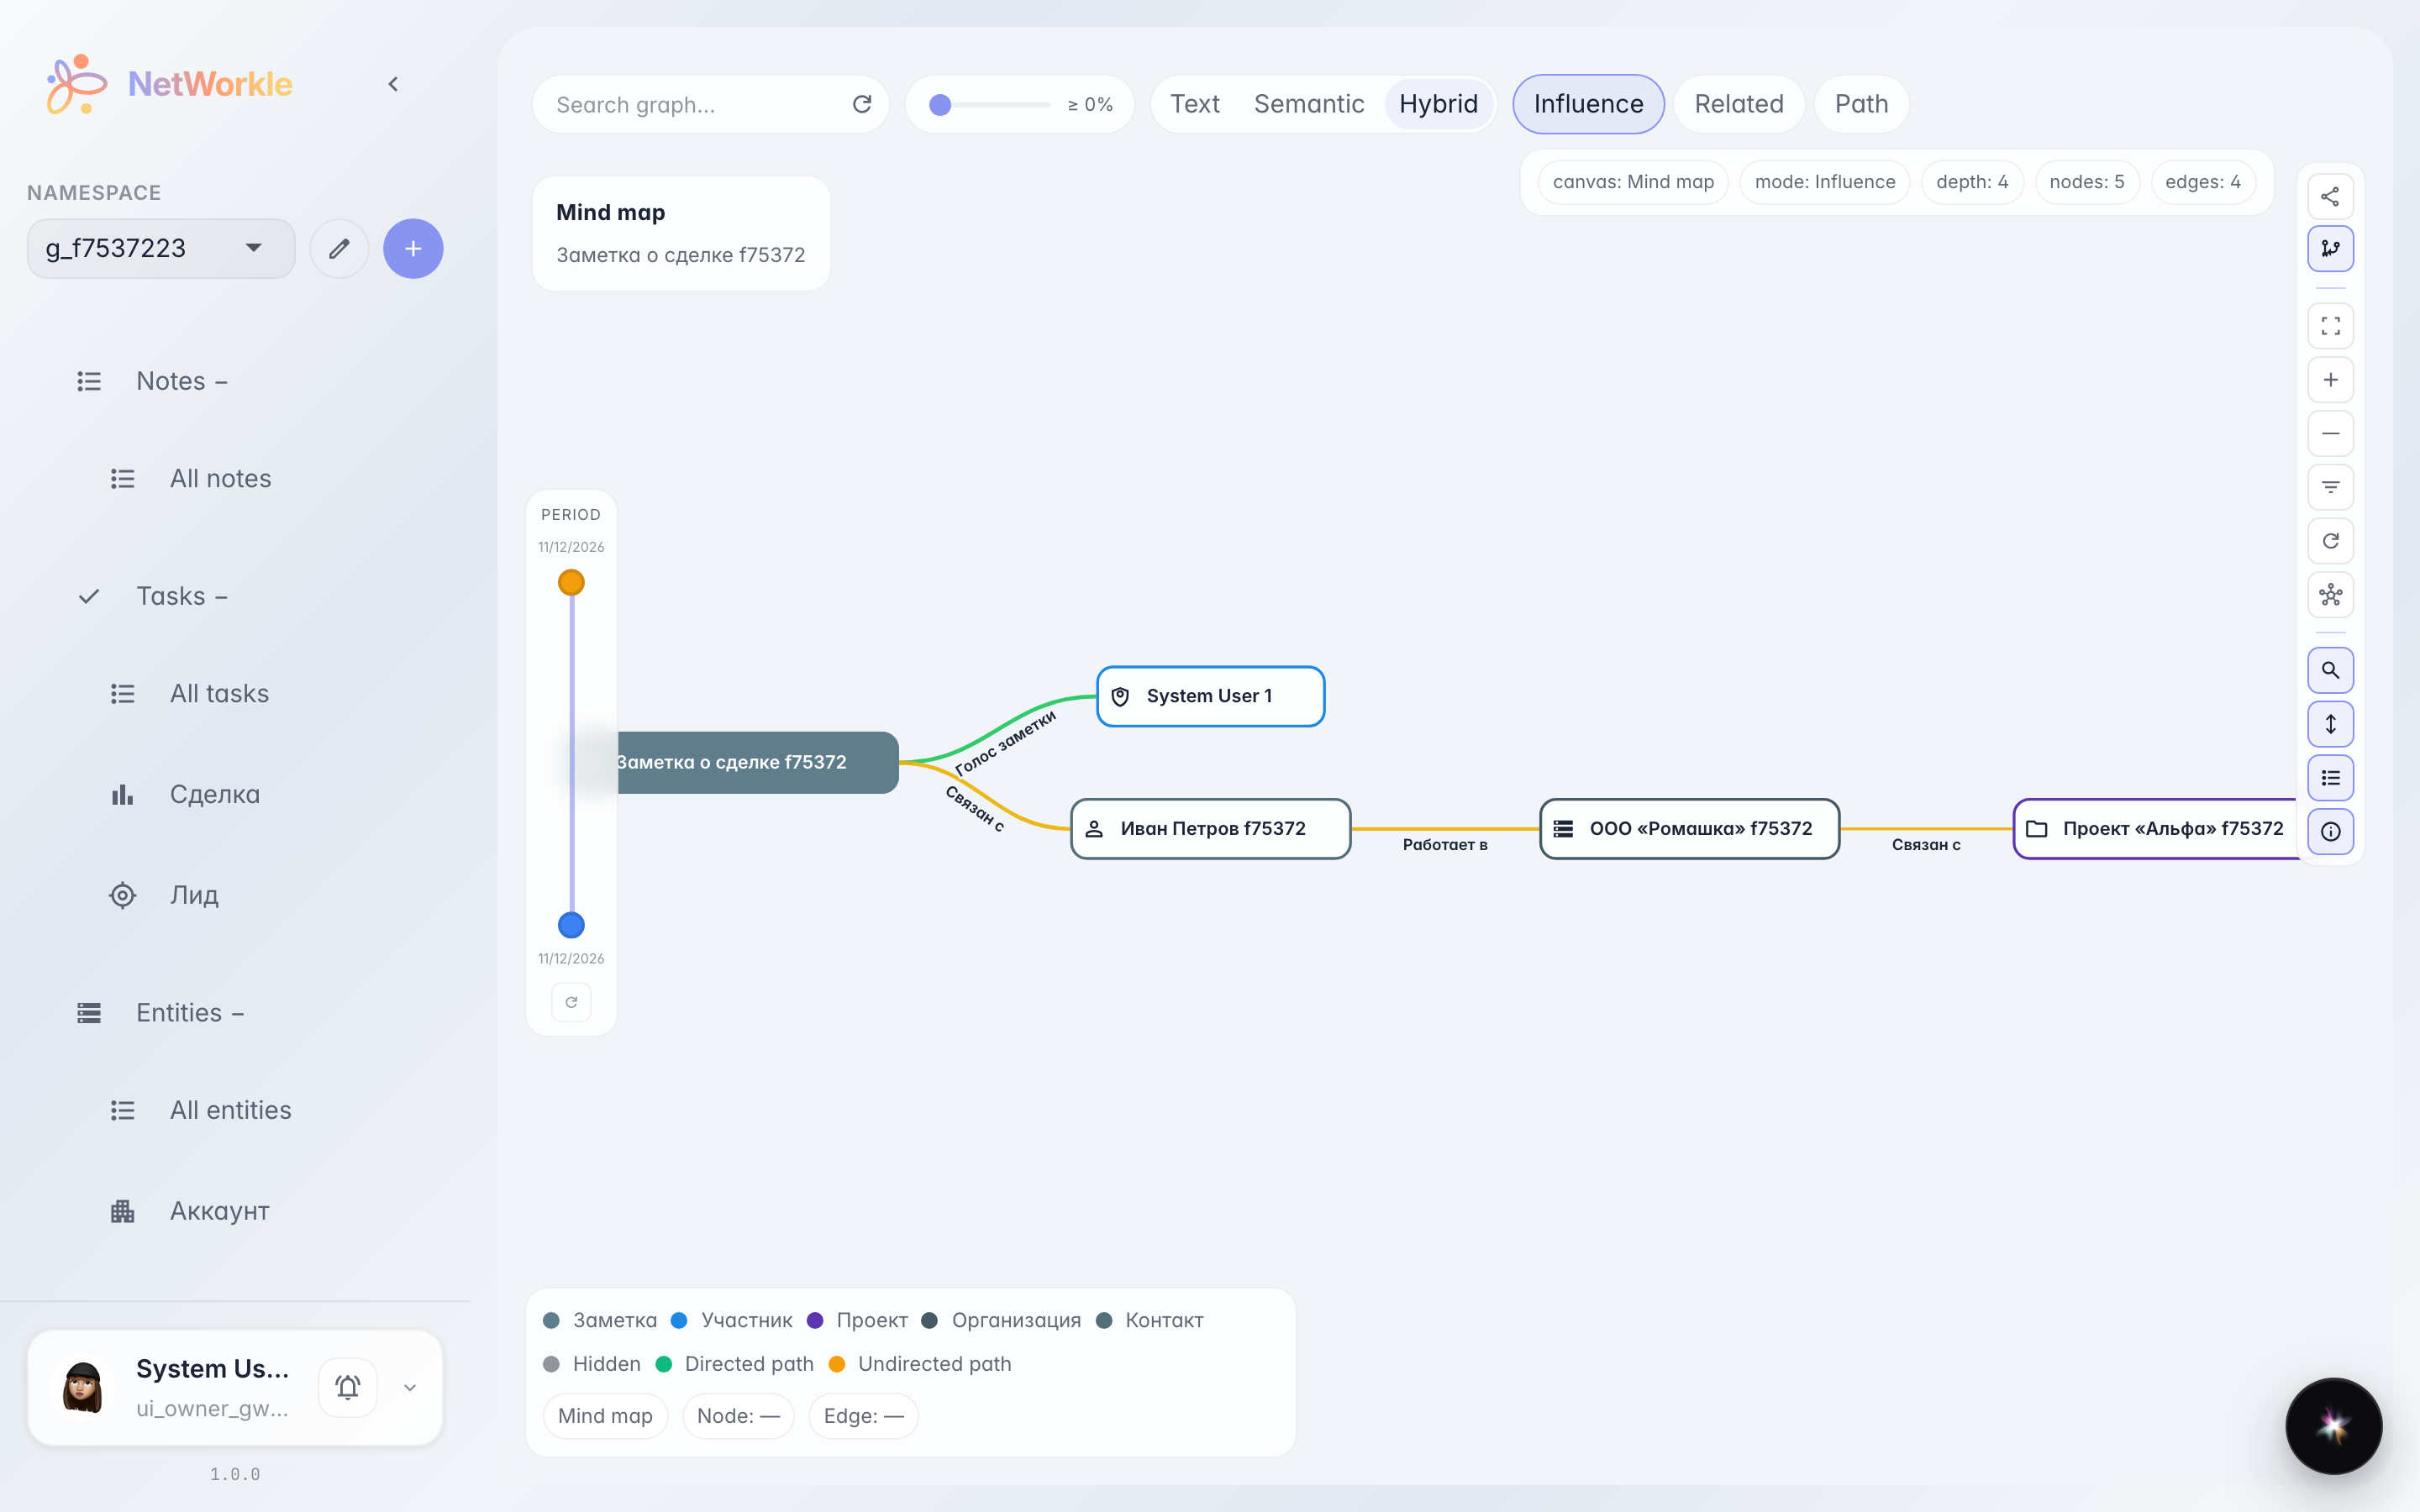 NetWorkle
NAMESPACE
g_f7537223
Notes –
All notes
Tasks –
All tasks
Сделка
Лид
Entities –
All entities
Аккаунт
System Us...
ui_owner_gw...
1.0.0
Search graph...
≥ 0%
Text Semantic Hybrid
Influence
Related
Path
canvas: Mind map
mode: Influence
depth: 4
nodes: 5
edges: 4
Mind map
Заметка о сделке f75372
PERIOD
11/12/2026
11/12/2026
Заметка о сделке f75372
Голос заметки
System User 1
Связан с
Иван Петров f75372
Работает в
ООО «Ромашка» f75372
Связан с
Проект «Альфа» f75372
Заметка Участник Проект Организация Контакт
Hidden Directed path Undirected path
Mind map Node: — Edge: —